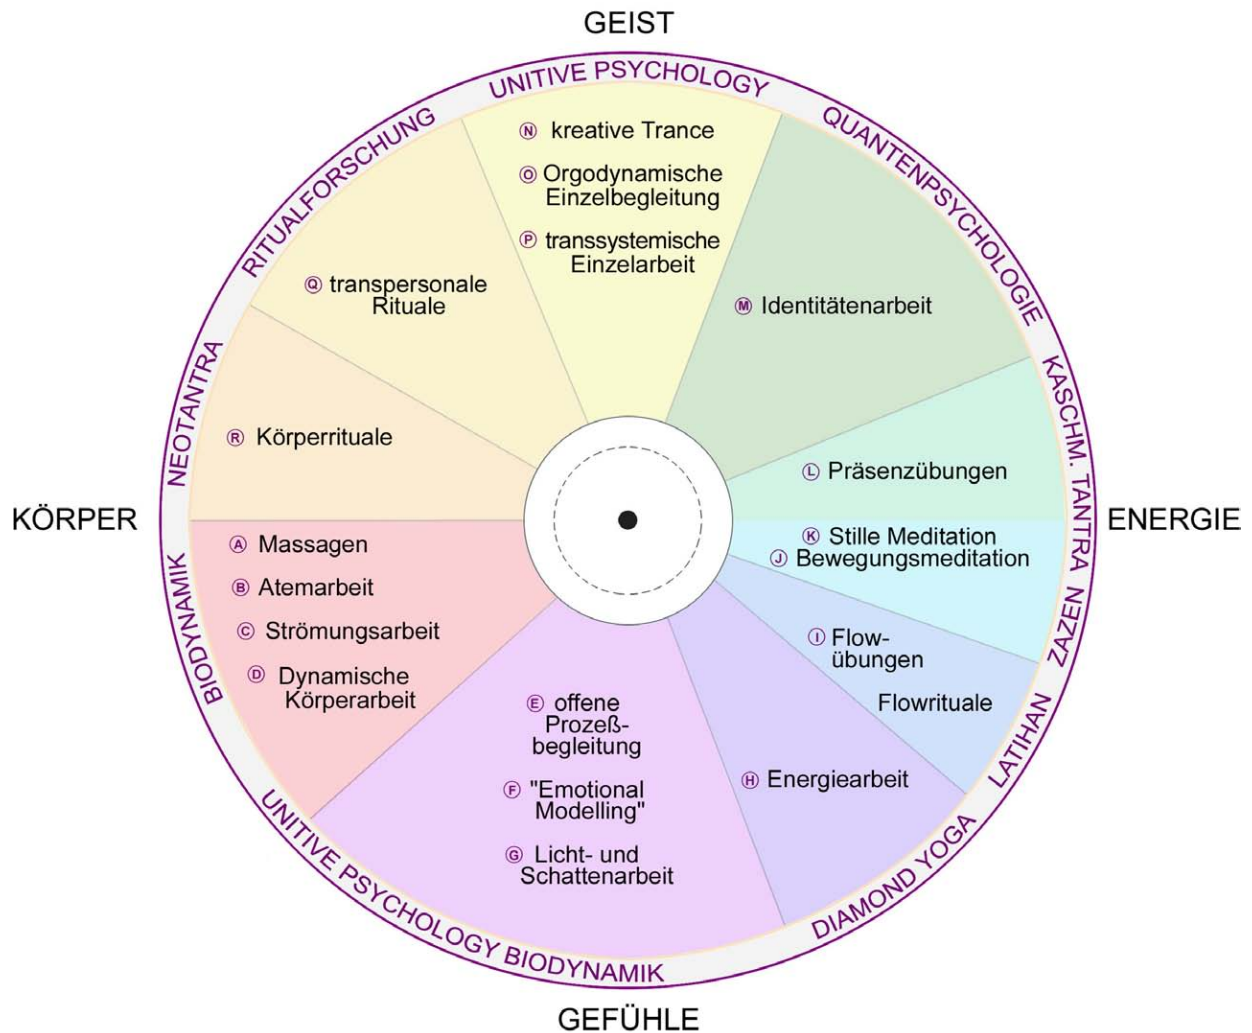 GEIST
UNITIVE PSYCHOLOGY
QUANTENPSYCHOLOGIE
KASCHM. TANTRA
ENERGIE
ZAZEN
LATIHAN
DIAMOND YOGA
GEFÜHLE
UNITIVE PSYCHOLOGY BIODYNAMIK
BIODYNAMIK
KÖRPER
NEOTANTRA
RITUALFORSCHUNG
N kreative Trance
O Orgodynamische
Einzelbegleitung
P transsystemische
Einzelarbeit
M Identitätenarbeit
L Präsenzübungen
K Stille Meditation
J Bewegungsmeditation
I Flow-
übungen
Flowrituale
H Energiearbeit
E offene
Prozeß-
begleitung
F "Emotional
Modelling"
G Licht- und
Schattenarbeit
A Massagen
B Atemarbeit
C Strömungsarbeit
D Dynamische
Körperarbeit
R Körperrituale
Q transpersonale
Rituale